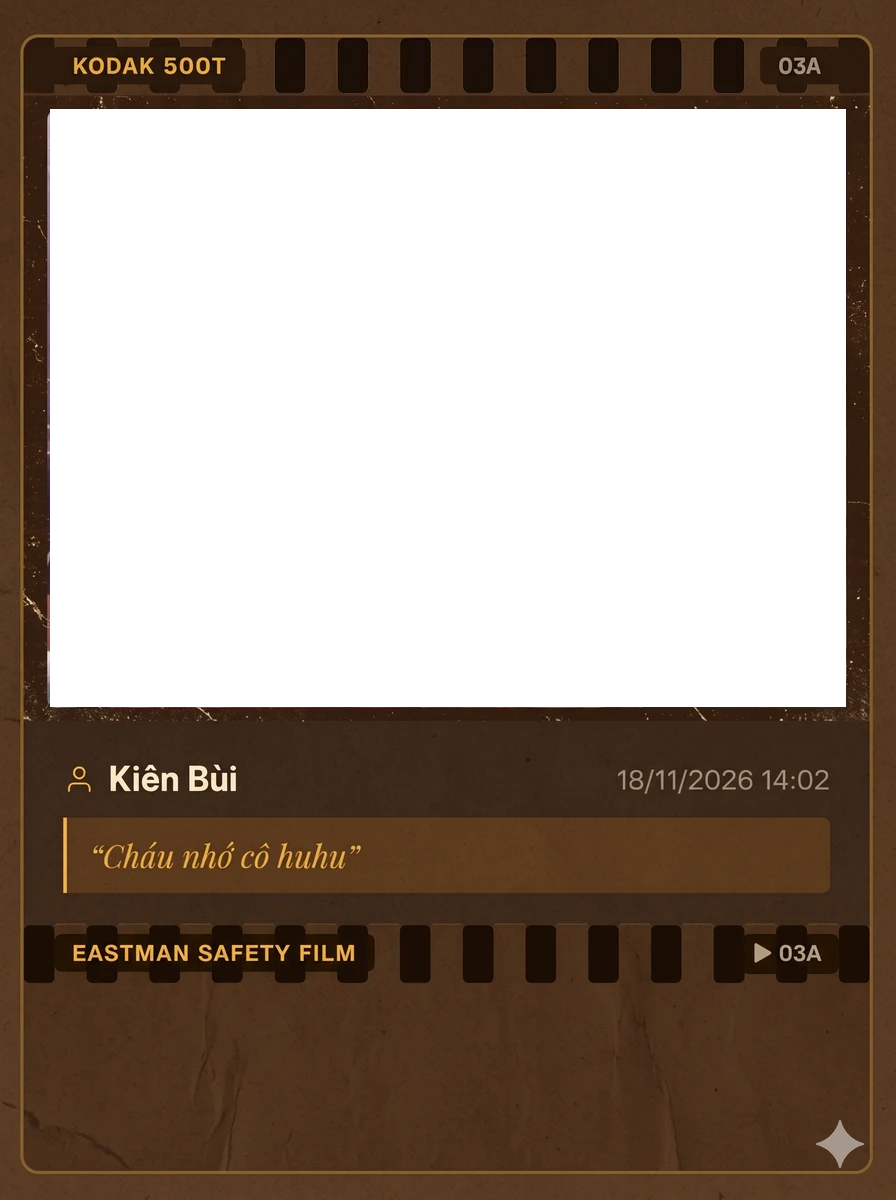 KODAK 500T
03A
Kiên Bùi
18/11/2026 14:02
“Cháu nhớ cô huhu”
EASTMAN SAFETY FILM
▶ 03A